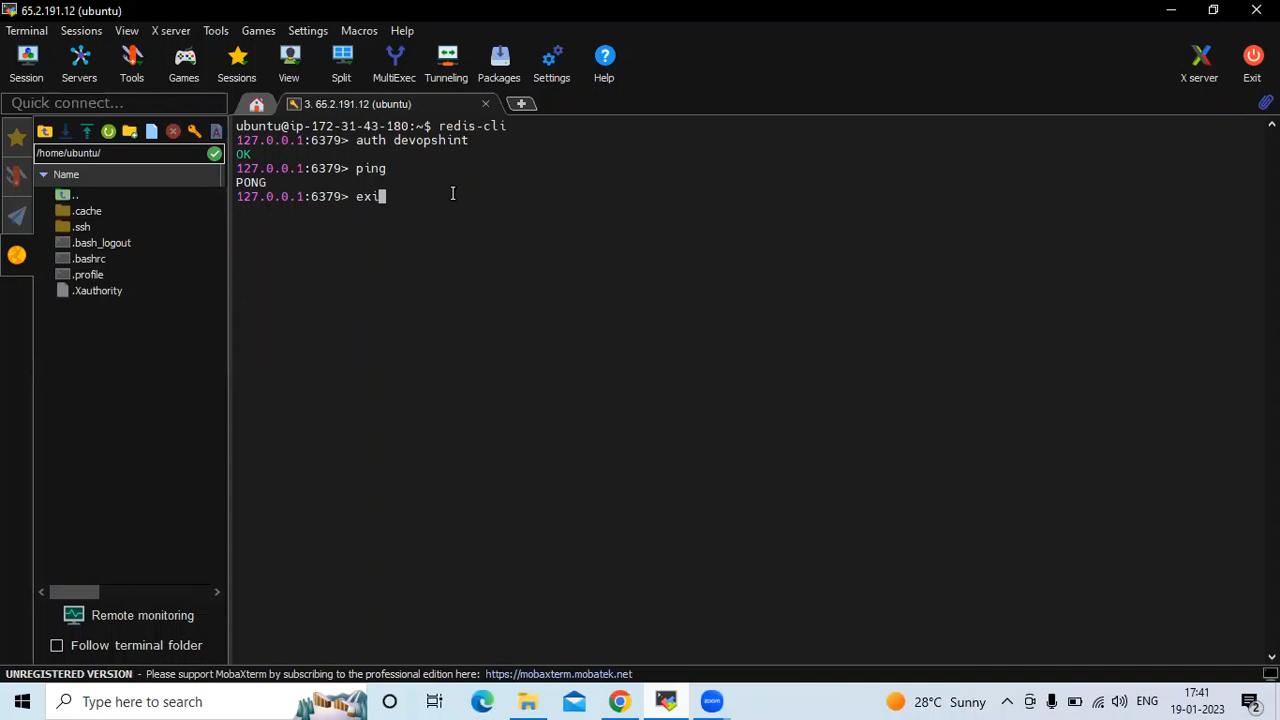 65.2.191.12 (ubuntu)
Terminal Sessions View X server Tools Games Settings Macros Help
Session Servers Tools Games Sessions View Split MultiExec Tunneling Packages Settings Help X server Exit
Quick connect...
3. 65.2.191.12 (ubuntu)
/home/ubuntu/
Name
..
.cache
.ssh
.bash_logout
.bashrc
.profile
.Xauthority
Remote monitoring
Follow terminal folder
ubuntu@ip-172-31-43-180:~$ redis-cli
127.0.0.1:6379> auth devopshint
OK
127.0.0.1:6379> ping
PONG
127.0.0.1:6379> exi
UNREGISTERED VERSION - Please support MobaXterm by subscribing to the professional edition here: https://mobaxterm.mobatek.net
Type here to search
zoom
28°C Sunny
ENG
17:41
19-01-2023
2